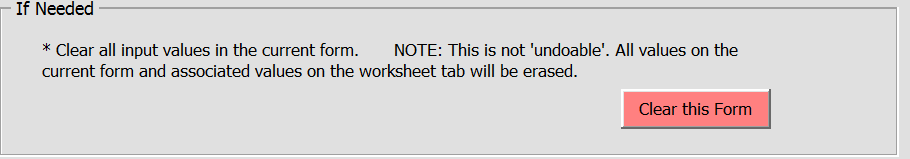 If Needed
* Clear all input values in the current form. NOTE: This is not 'undoable'. All values on the
current form and associated values on the worksheet tab will be erased.
Clear this Form